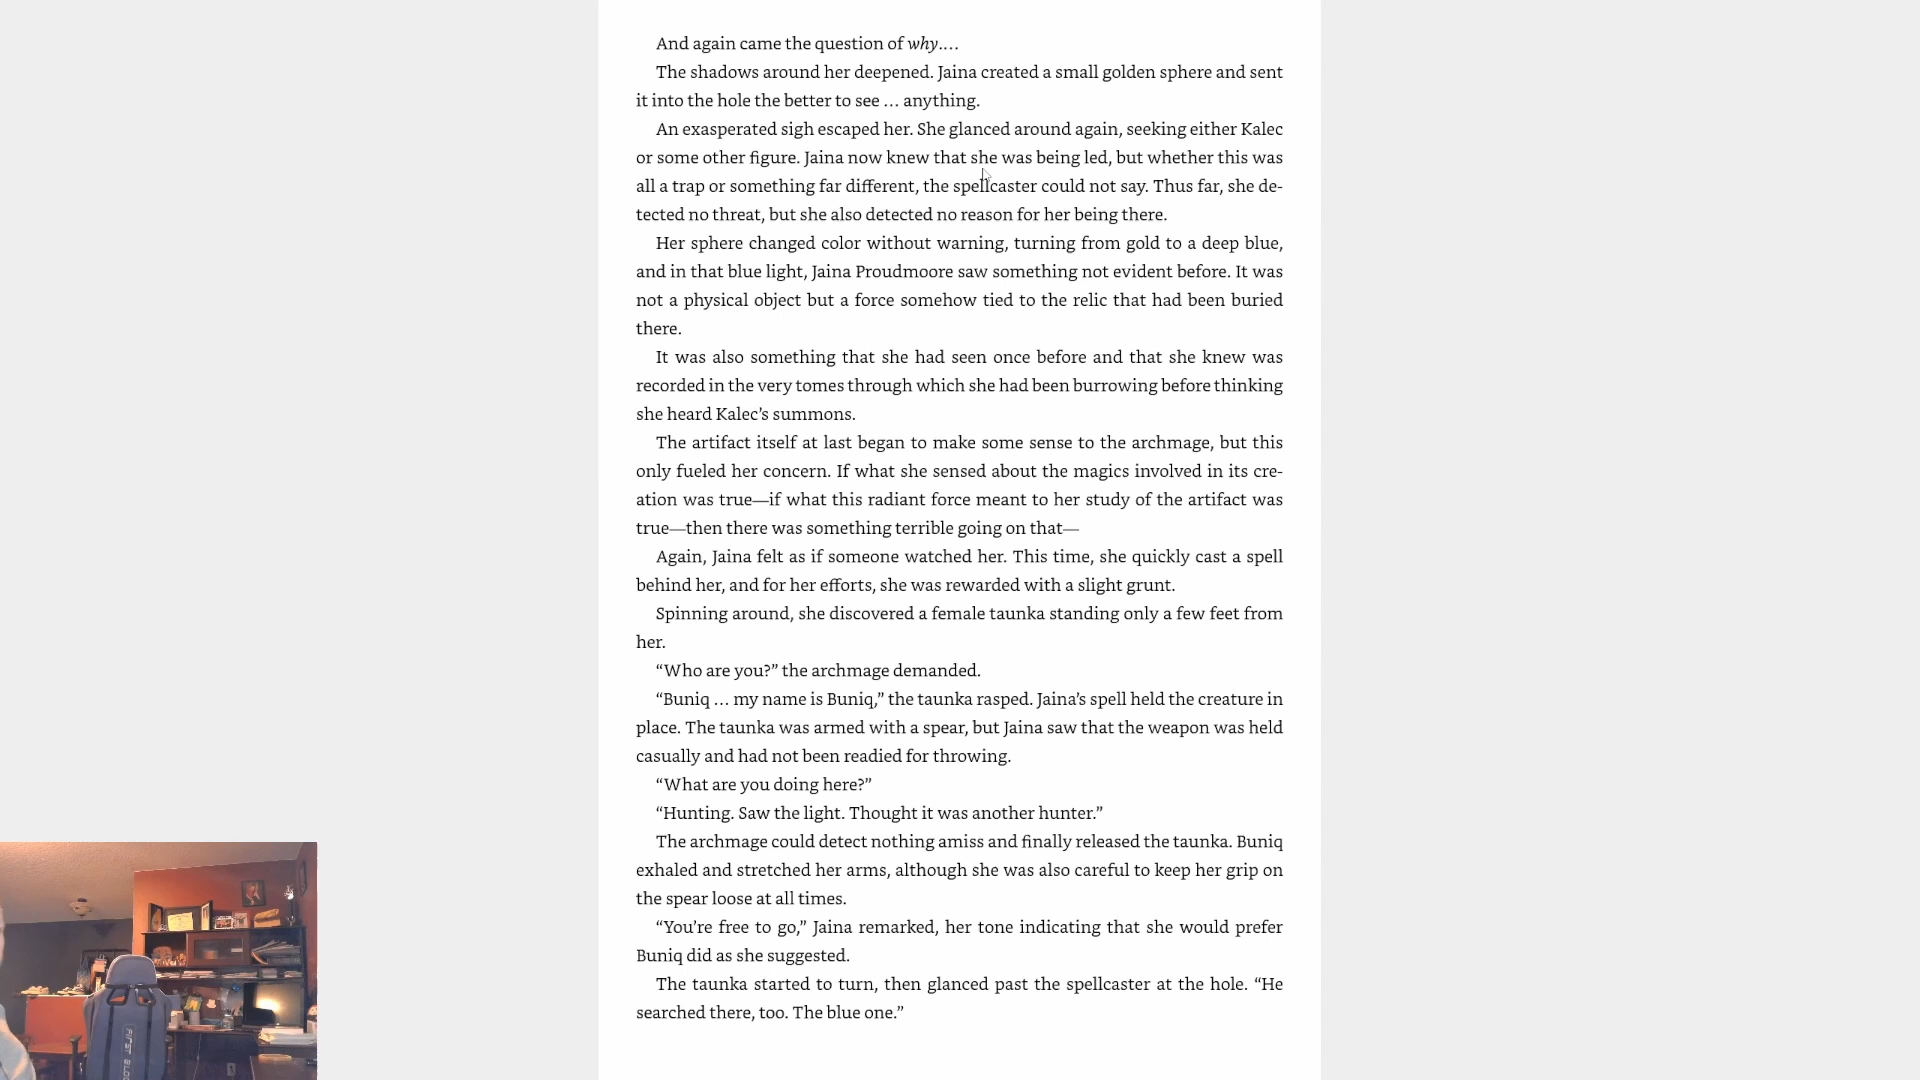 And again came the question of why….
The shadows around her deepened. Jaina created a small golden sphere and sent
it into the hole the better to see … anything.
An exasperated sigh escaped her. She glanced around again, seeking either Kalec
or some other figure. Jaina now knew that she was being led, but whether this was
all a trap or something far different, the spellcaster could not say. Thus far, she de-
tected no threat, but she also detected no reason for her being there.
Her sphere changed color without warning, turning from gold to a deep blue,
and in that blue light, Jaina Proudmoore saw something not evident before. It was
not a physical object but a force somehow tied to the relic that had been buried
there.
It was also something that she had seen once before and that she knew was
recorded in the very tomes through which she had been burrowing before thinking
she heard Kalec’s summons.
The artifact itself at last began to make some sense to the archmage, but this
only fueled her concern. If what she sensed about the magics involved in its cre-
ation was true—if what this radiant force meant to her study of the artifact was
true—then there was something terrible going on that—
Again, Jaina felt as if someone watched her. This time, she quickly cast a spell
behind her, and for her efforts, she was rewarded with a slight grunt.
Spinning around, she discovered a female taunka standing only a few feet from
her.
“Who are you?” the archmage demanded.
“Buniq … my name is Buniq,” the taunka rasped. Jaina’s spell held the creature in
place. The taunka was armed with a spear, but Jaina saw that the weapon was held
casually and had not been readied for throwing.
“What are you doing here?”
“Hunting. Saw the light. Thought it was another hunter.”
The archmage could detect nothing amiss and finally released the taunka. Buniq
exhaled and stretched her arms, although she was also careful to keep her grip on
the spear loose at all times.
“You’re free to go,” Jaina remarked, her tone indicating that she would prefer
Buniq did as she suggested.
The taunka started to turn, then glanced past the spellcaster at the hole. “He
searched there, too. The blue one.”